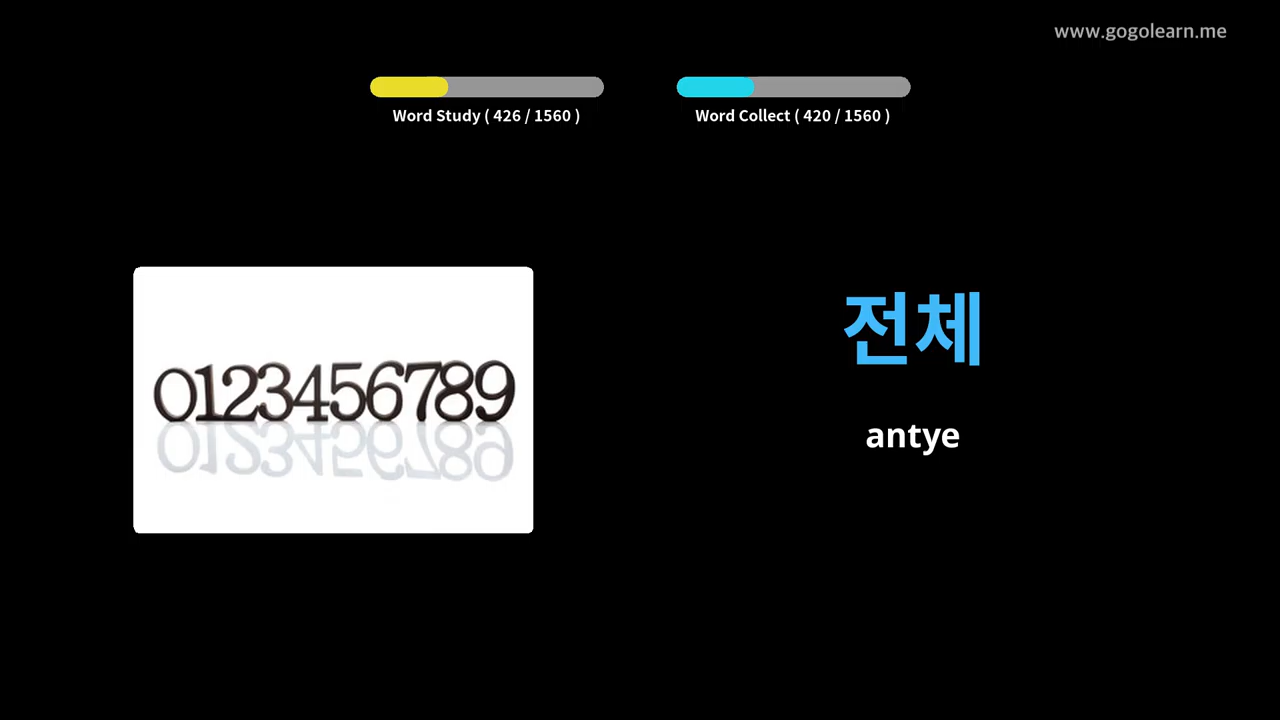 www.gogolearn.me
Word Study ( 426 / 1560 )
Word Collect ( 420 / 1560 )
0123456789
전체
antye